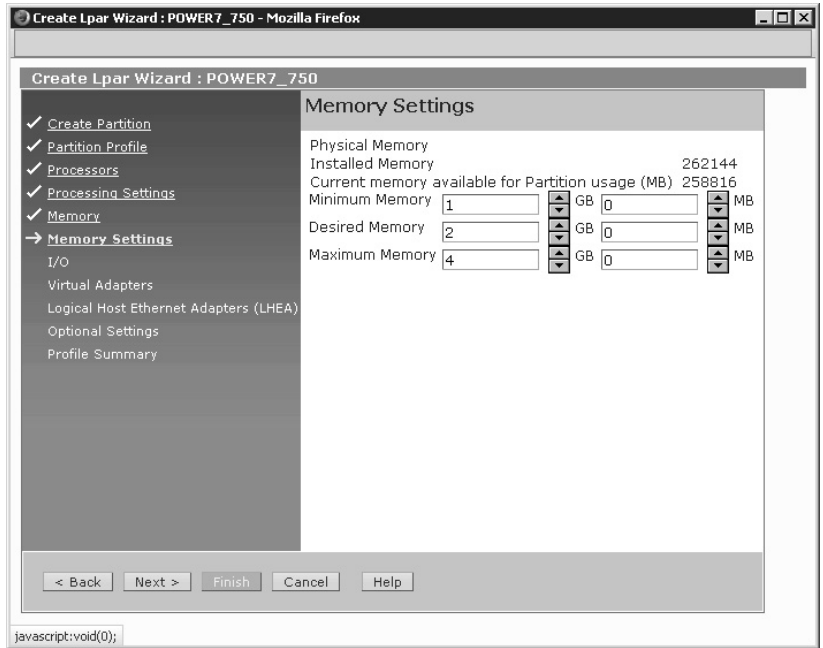 Create Lpar Wizard : POWER7_750 - Mozilla Firefox
Create Lpar Wizard : POWER7_750
Create Partition
Partition Profile
Processors
Processing Settings
Memory
Memory Settings
I/O
Virtual Adapters
Logical Host Ethernet Adapters (LHEA)
Optional Settings
Profile Summary
Memory Settings
Physical Memory
Installed Memory 262144
Current memory available for Partition usage (MB) 258816
Minimum Memory 1 GB 0 MB
Desired Memory 2 GB 0 MB
Maximum Memory 4 GB 0 MB
< Back Next > Finish Cancel Help
javascript:void(0);